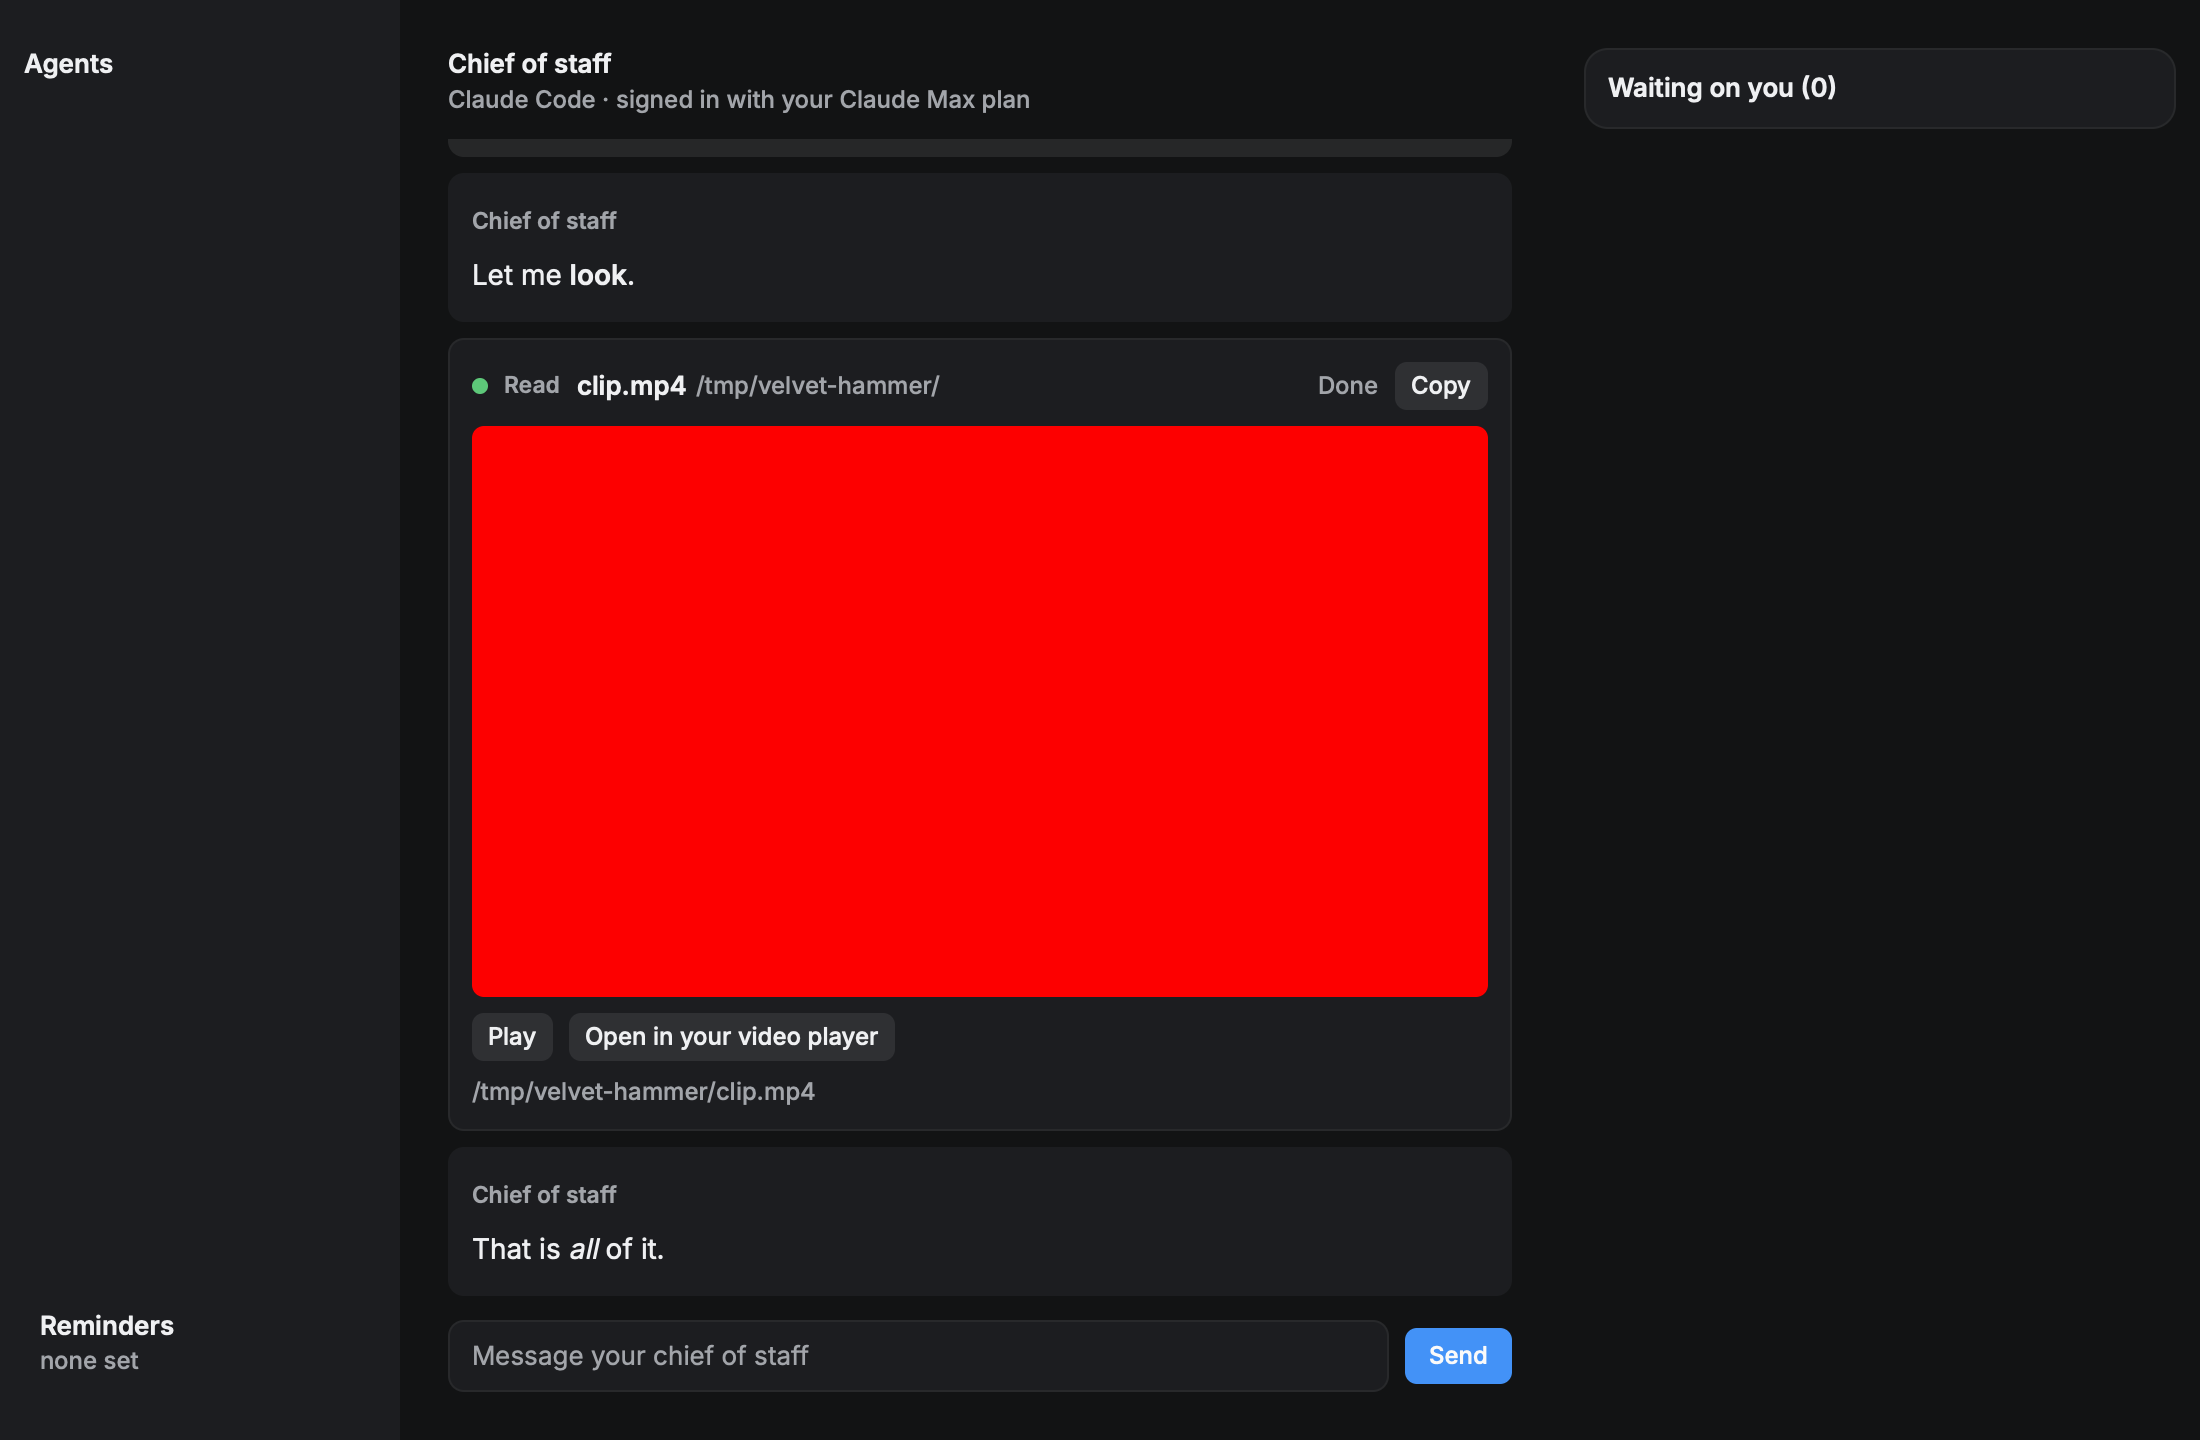 Agents
Chief of staff
Claude Code · signed in with your Claude Max plan
Waiting on you (0)
Chief of staff
Let me look.
Read clip.mp4 /tmp/velvet-hammer/ Done Copy
Play Open in your video player
/tmp/velvet-hammer/clip.mp4
Chief of staff
That is all of it.
Reminders
none set
Message your chief of staff Send